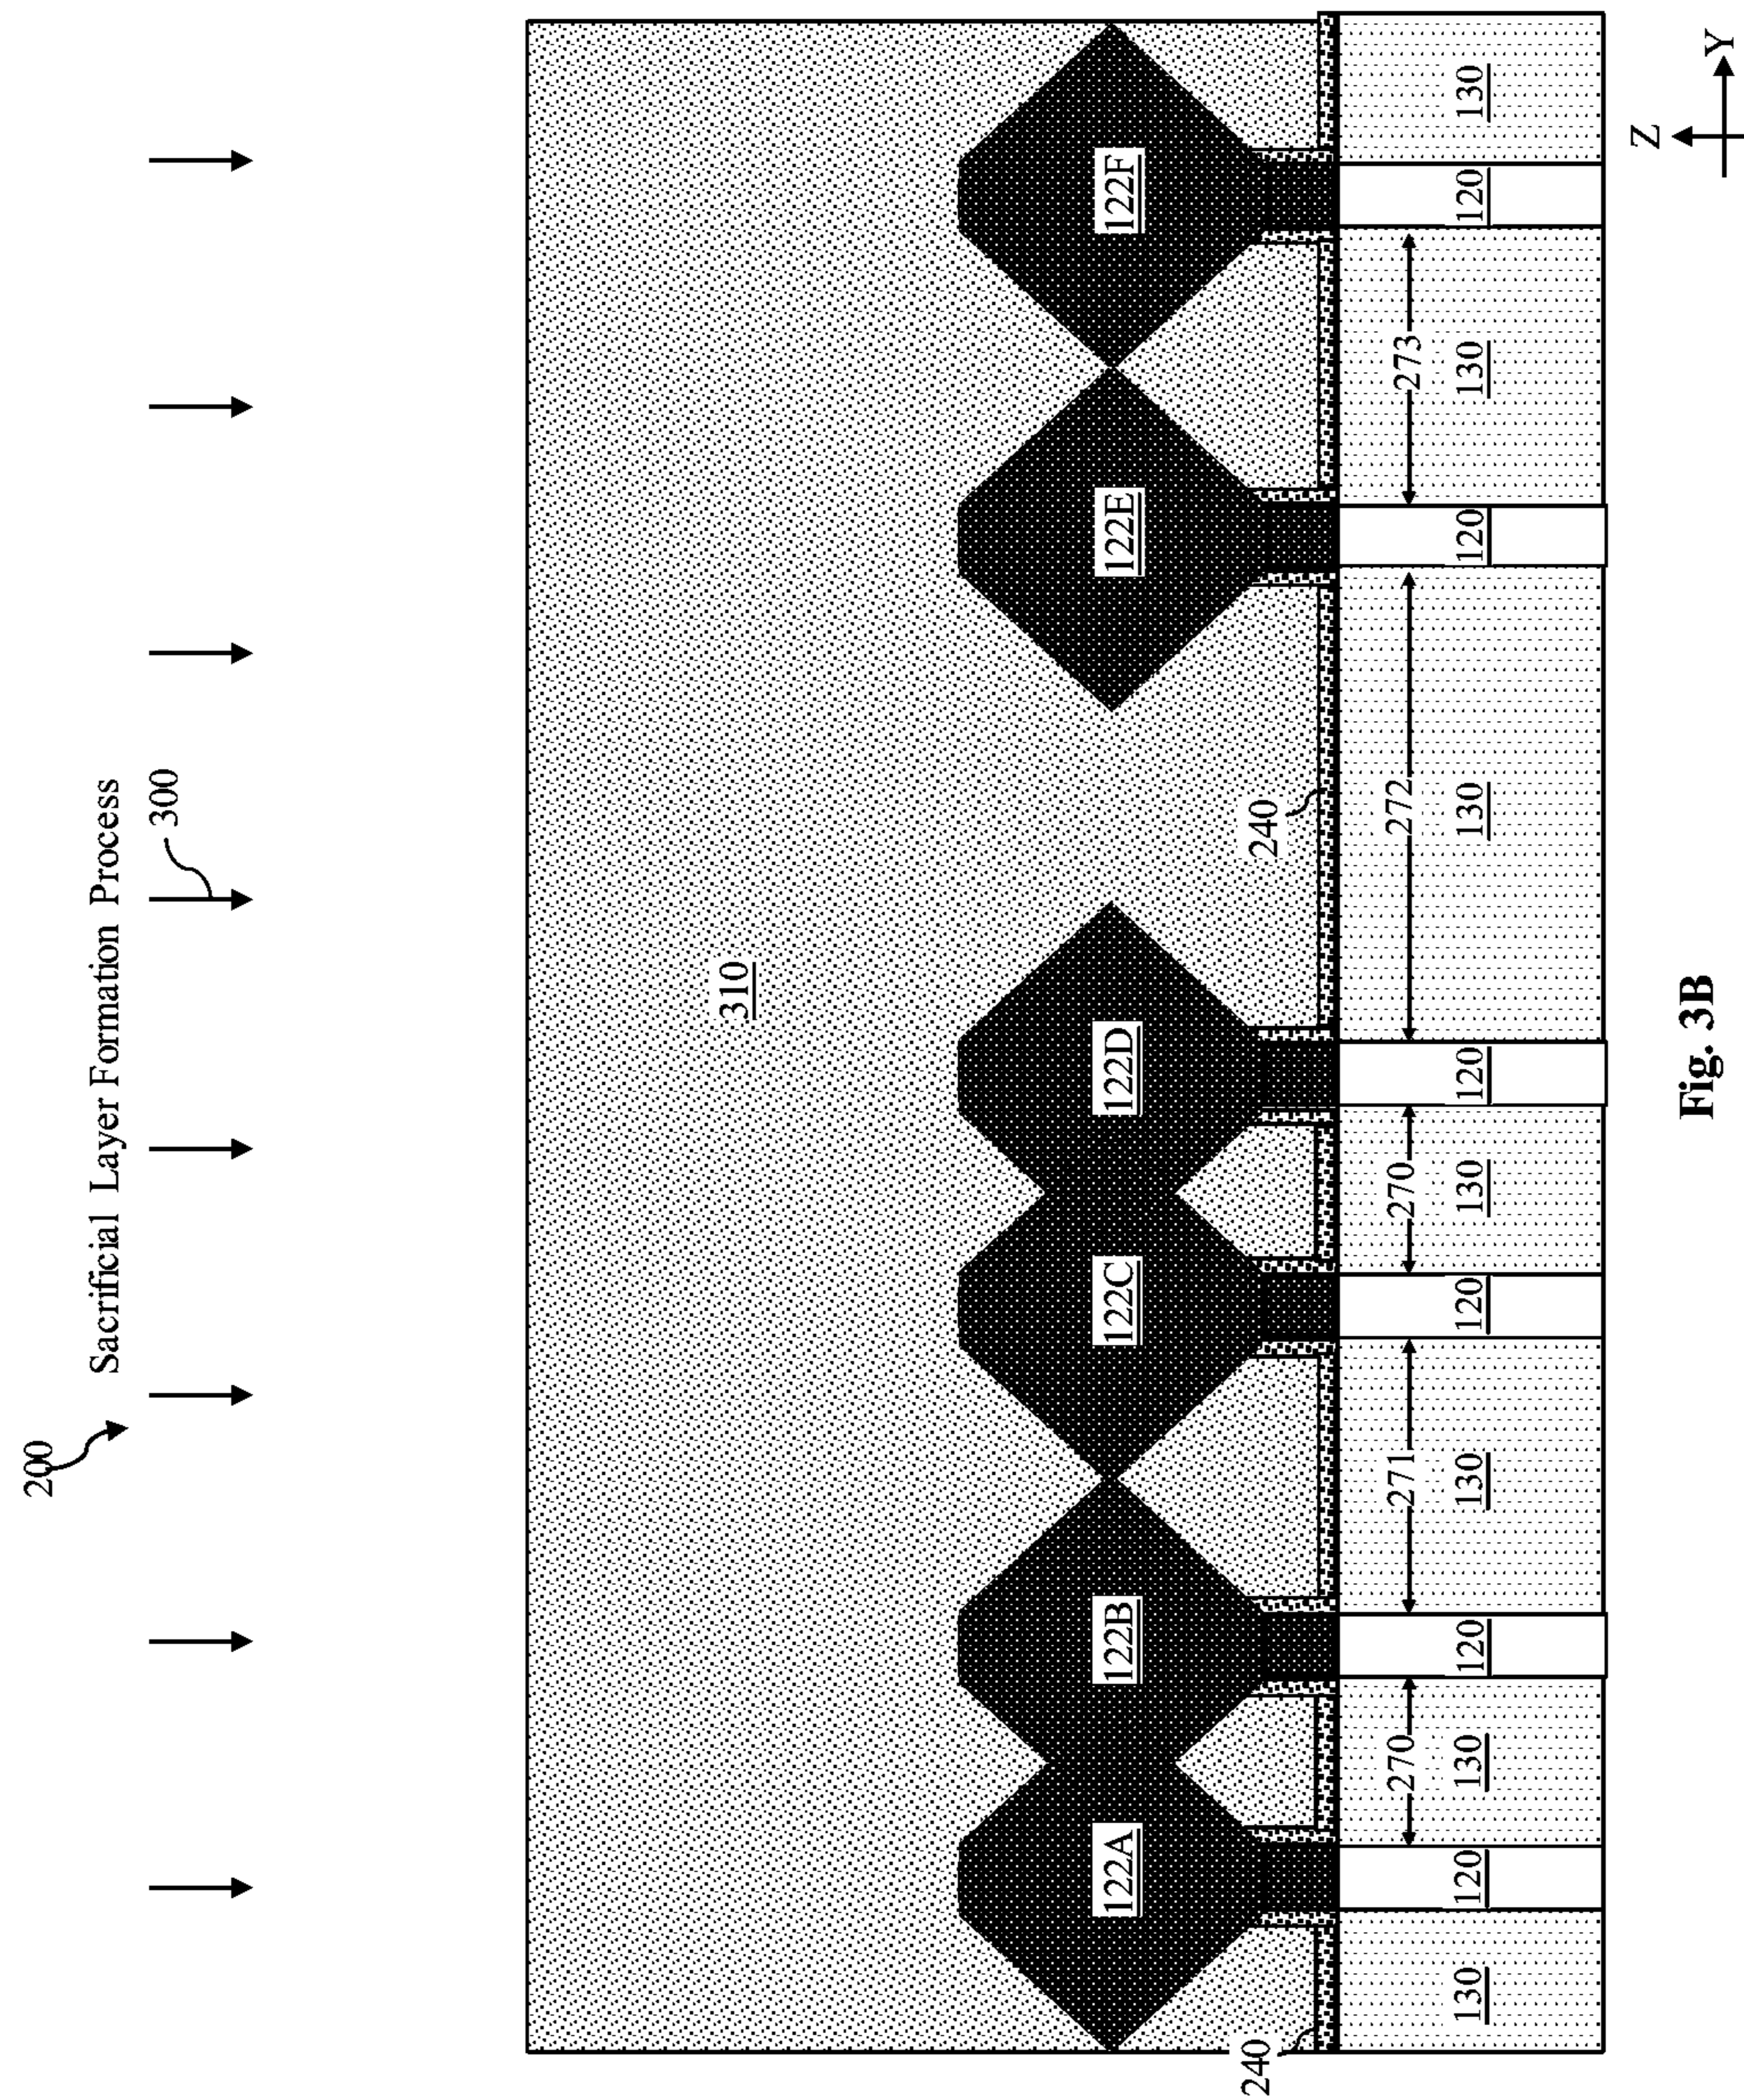 200
Sacrificial Layer Formation Process
300
310
122A 122B 122C 122D 122E 122F
240 240
270 271 270 272 273
130 120 130 120 130 120 130 120 130 120 130 120 130
Z
Fig. 3B
Y